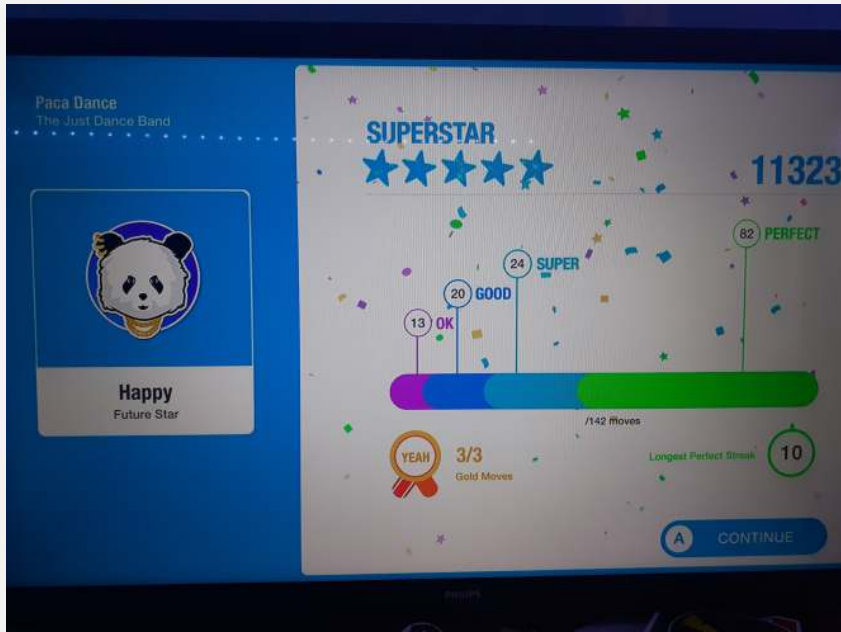 Paca Dance
The Just Dance Band
SUPERSTAR
11323
82 PERFECT
24 SUPER
20 GOOD
13 OK
/142 moves
YEAH
3/3
Gold Moves
Longest Perfect Streak
10
Happy
Future Star
A CONTINUE
PHILIPS